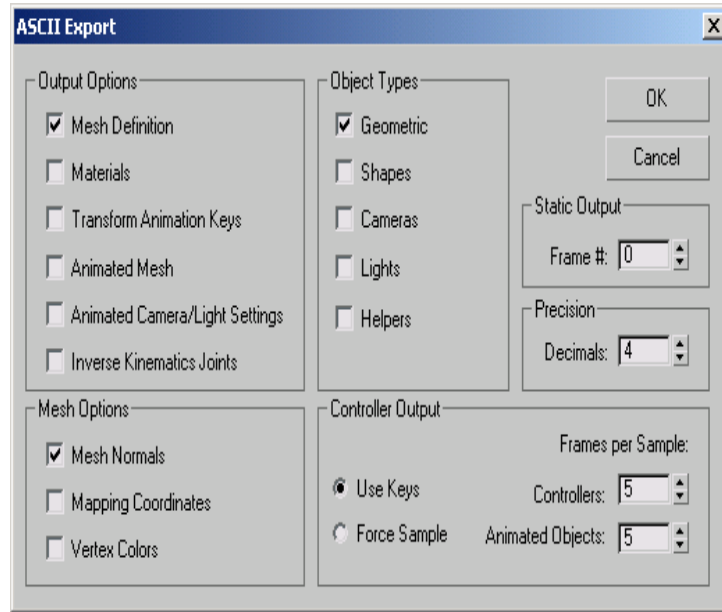 ASCII Export
Output Options
Mesh Definition
Materials
Transform Animation Keys
Animated Mesh
Animated Camera/Light Settings
Inverse Kinematics Joints
Object Types
Geometric
Shapes
Cameras
Lights
Helpers
OK
Cancel
Static Output
Frame #: 0
Precision
Decimals: 4
Mesh Options
Mesh Normals
Mapping Coordinates
Vertex Colors
Controller Output
Frames per Sample:
Use Keys
Controllers: 5
Force Sample
Animated Objects: 5